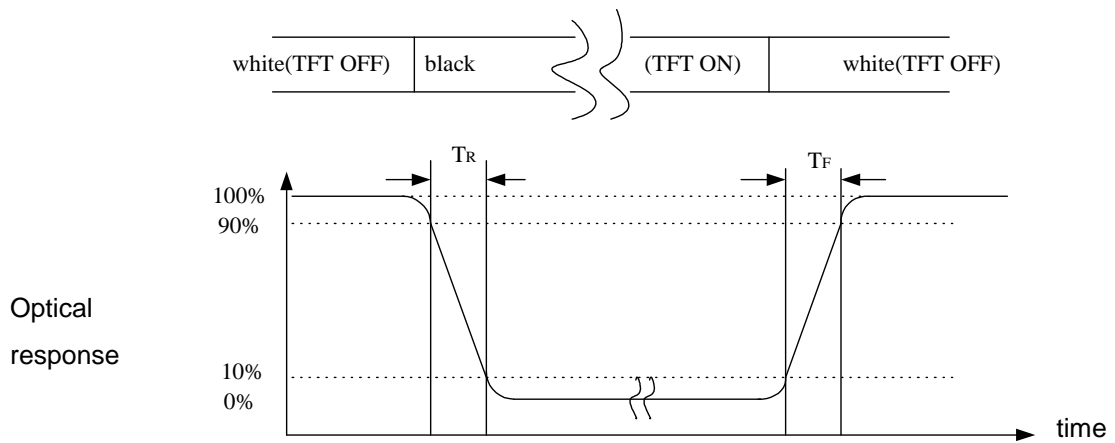 white(TFT OFF) black (TFT ON) white(TFT OFF)
TR TF
100%
90%
Optical
response
10%
0%
time